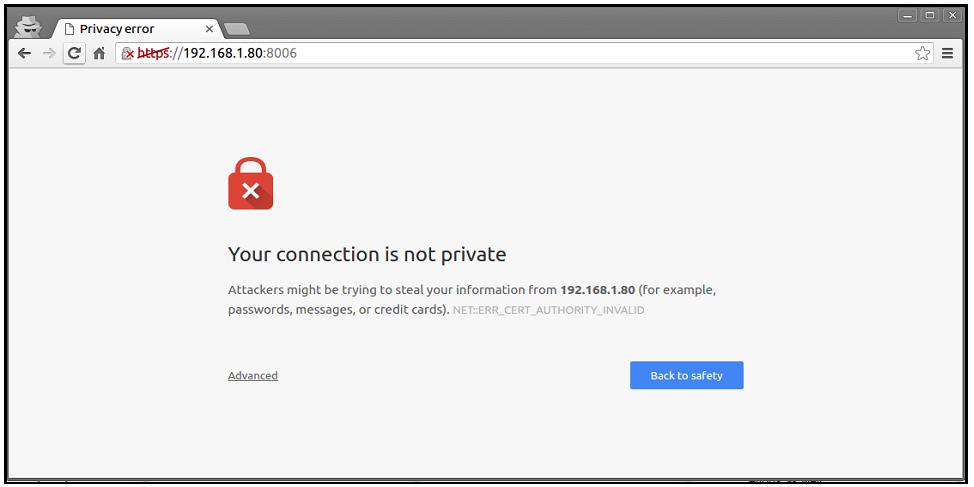 Privacy error
https://192.168.1.80:8006
Your connection is not private
Attackers might be trying to steal your information from 192.168.1.80 (for example,
passwords, messages, or credit cards). NET::ERR_CERT_AUTHORITY_INVALID
Advanced
Back to safety